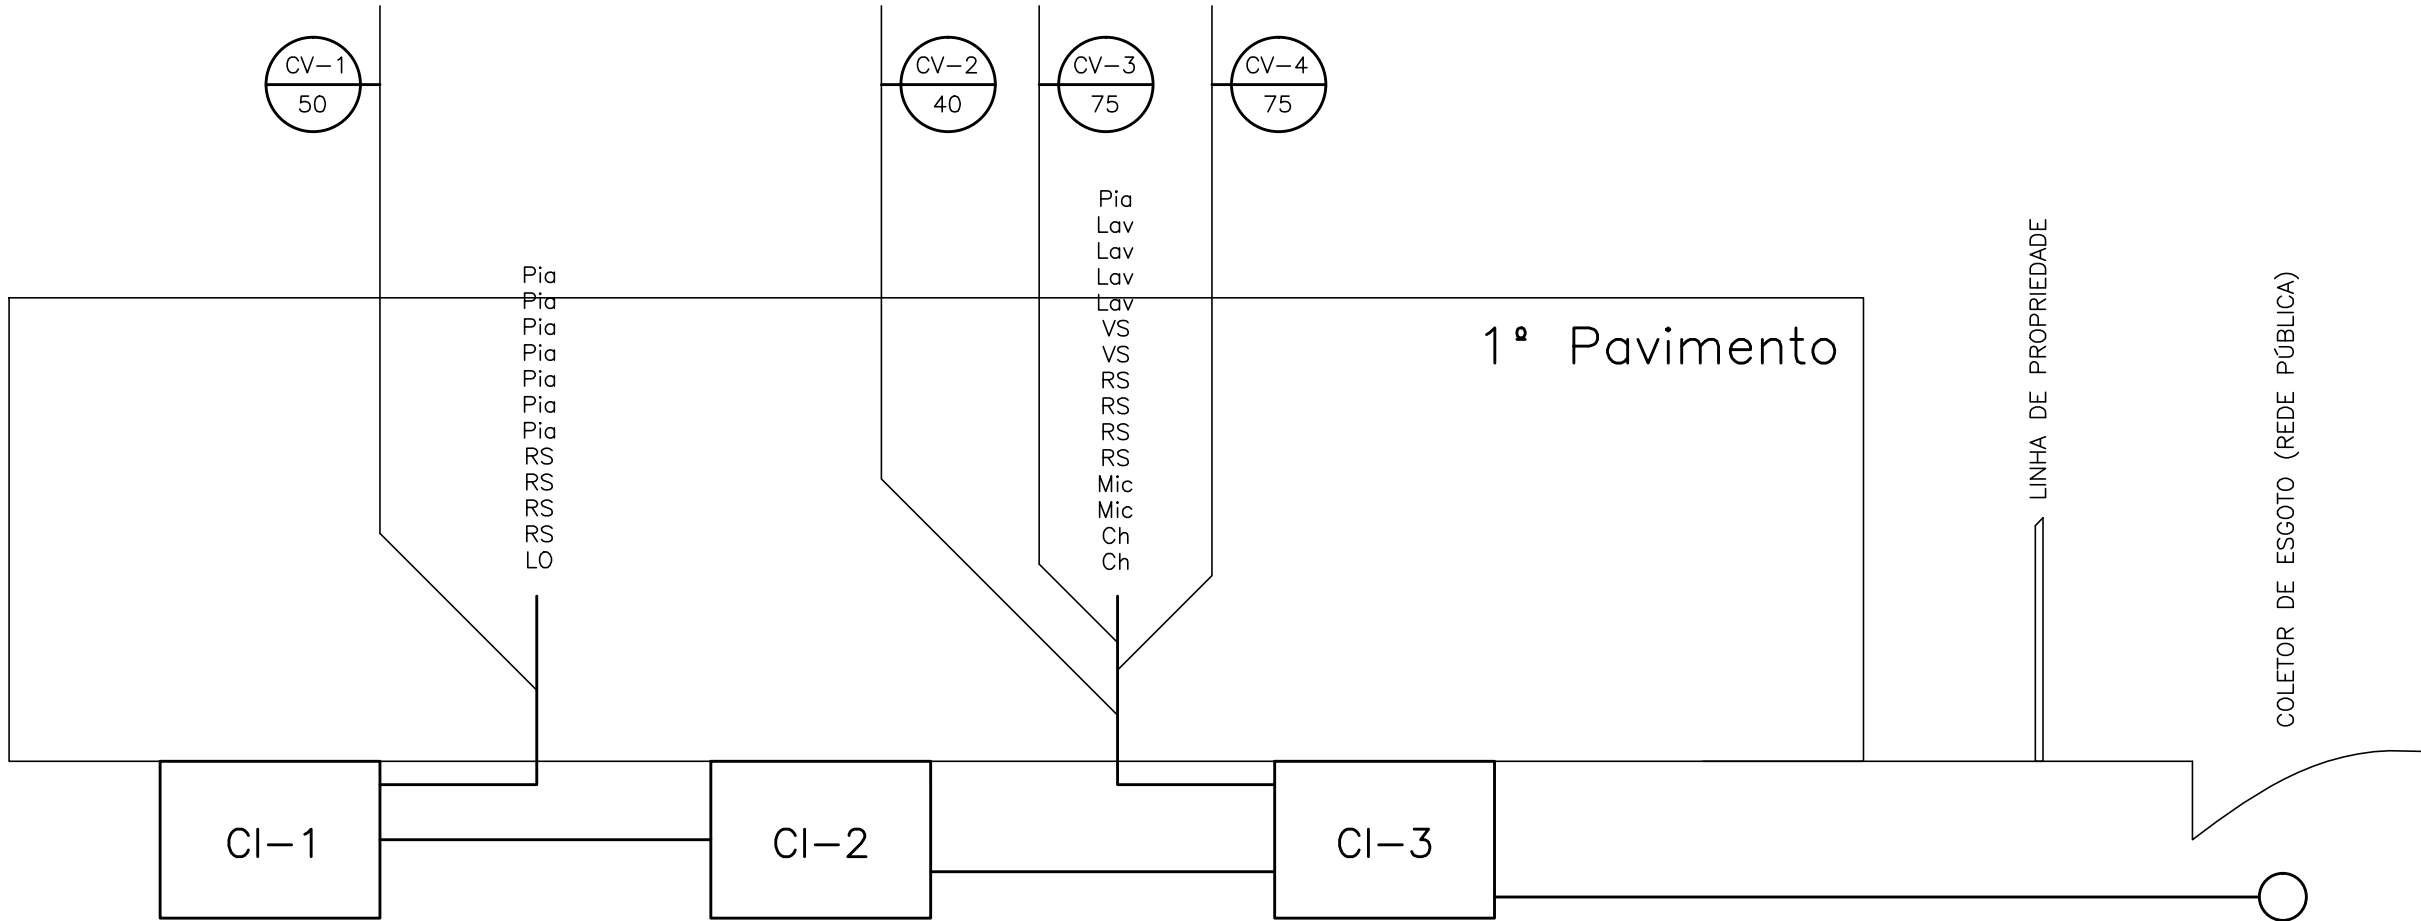 CV-1
50
CV-2
40
CV-3
75
CV-4
75
Pia
Pia
Pia
Pia
Pia
Pia
Pia
RS
RS
RS
RS
LO
Pia
Lav
Lav
Lav
Lav
VS
VS
RS
RS
RS
RS
Mic
Mic
Ch
Ch
1º Pavimento
LINHA DE PROPRIEDADE
COLETOR DE ESGOTO (REDE PÚBLICA)
CI-1
CI-2
CI-3